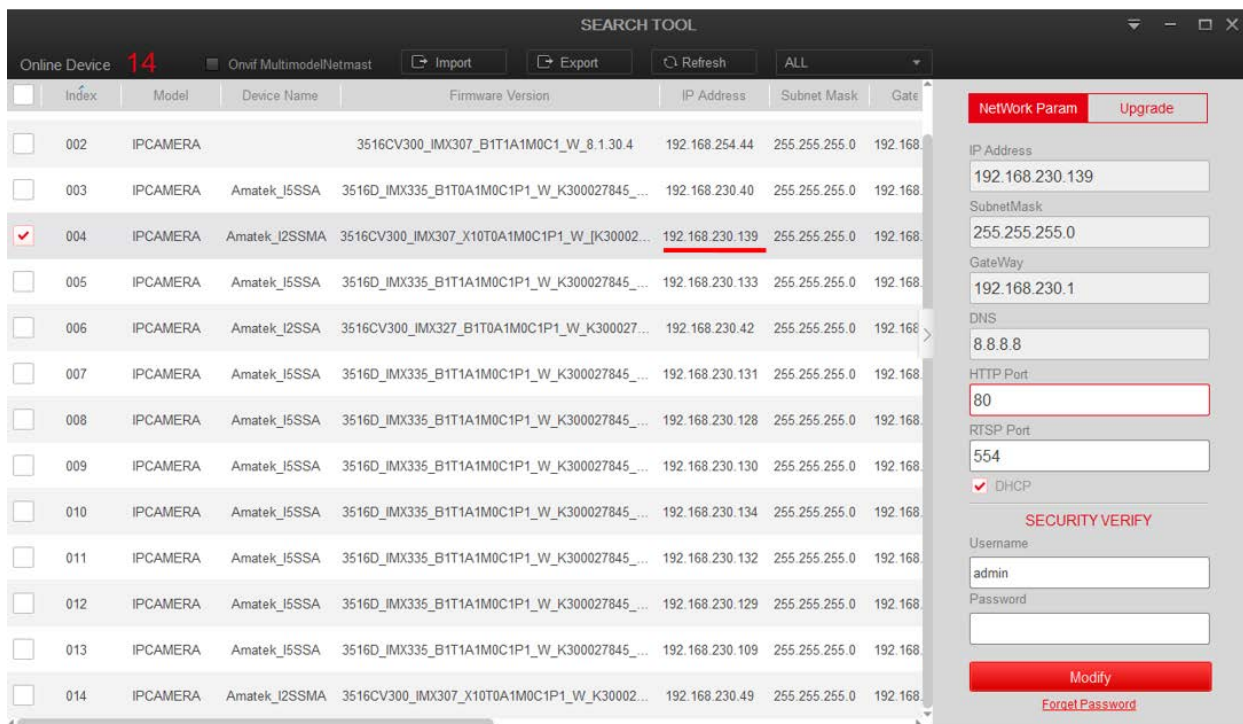 SEARCH TOOL
Online Device 14 Onvif MultimodelNetmast Import Export Refresh ALL
Index Model Device Name Firmware Version IP Address Subnet Mask Gate
002 IPCAMERA 3516CV300_IMX307_B1T1A1M0C1_W_8.1.30.4 192.168.254.44 255.255.255.0 192.168.
003 IPCAMERA Amatek_I5SSA 3516D_IMX335_B1T0A1M0C1P1_W_K300027845_... 192.168.230.40 255.255.255.0 192.168.
004 IPCAMERA Amatek_I2SSMA 3516CV300_IMX307_X10T0A1M0C1P1_W_[K30002... 192.168.230.139 255.255.255.0 192.168.
005 IPCAMERA Amatek_I5SSA 3516D_IMX335_B1T1A1M0C1P1_W_K300027845_... 192.168.230.133 255.255.255.0 192.168.
006 IPCAMERA Amatek_I2SSA 3516CV300_IMX327_B1T0A1M0C1P1_W_K300027... 192.168.230.42 255.255.255.0 192.168
007 IPCAMERA Amatek_I5SSA 3516D_IMX335_B1T1A1M0C1P1_W_K300027845_... 192.168.230.131 255.255.255.0 192.168.
008 IPCAMERA Amatek_I5SSA 3516D_IMX335_B1T1A1M0C1P1_W_K300027845_... 192.168.230.128 255.255.255.0 192.168.
009 IPCAMERA Amatek_I5SSA 3516D_IMX335_B1T1A1M0C1P1_W_K300027845_... 192.168.230.130 255.255.255.0 192.168.
010 IPCAMERA Amatek_I5SSA 3516D_IMX335_B1T1A1M0C1P1_W_K300027845_... 192.168.230.134 255.255.255.0 192.168.
011 IPCAMERA Amatek_I5SSA 3516D_IMX335_B1T1A1M0C1P1_W_K300027845_... 192.168.230.132 255.255.255.0 192.168.
012 IPCAMERA Amatek_I5SSA 3516D_IMX335_B1T1A1M0C1P1_W_K300027845_... 192.168.230.129 255.255.255.0 192.168.
013 IPCAMERA Amatek_I5SSA 3516D_IMX335_B1T1A1M0C1P1_W_K300027845_... 192.168.230.109 255.255.255.0 192.168.
014 IPCAMERA Amatek_I2SSMA 3516CV300_IMX307_X10T0A1M0C1P1_W_K30002... 192.168.230.49 255.255.255.0 192.168.
NetWork Param Upgrade
IP Address
192.168.230.139
SubnetMask
255.255.255.0
GateWay
192.168.230.1
DNS
8.8.8.8
HTTP Port
80
RTSP Port
554
DHCP
SECURITY VERIFY
Username
admin
Password
Modify
Forget Password